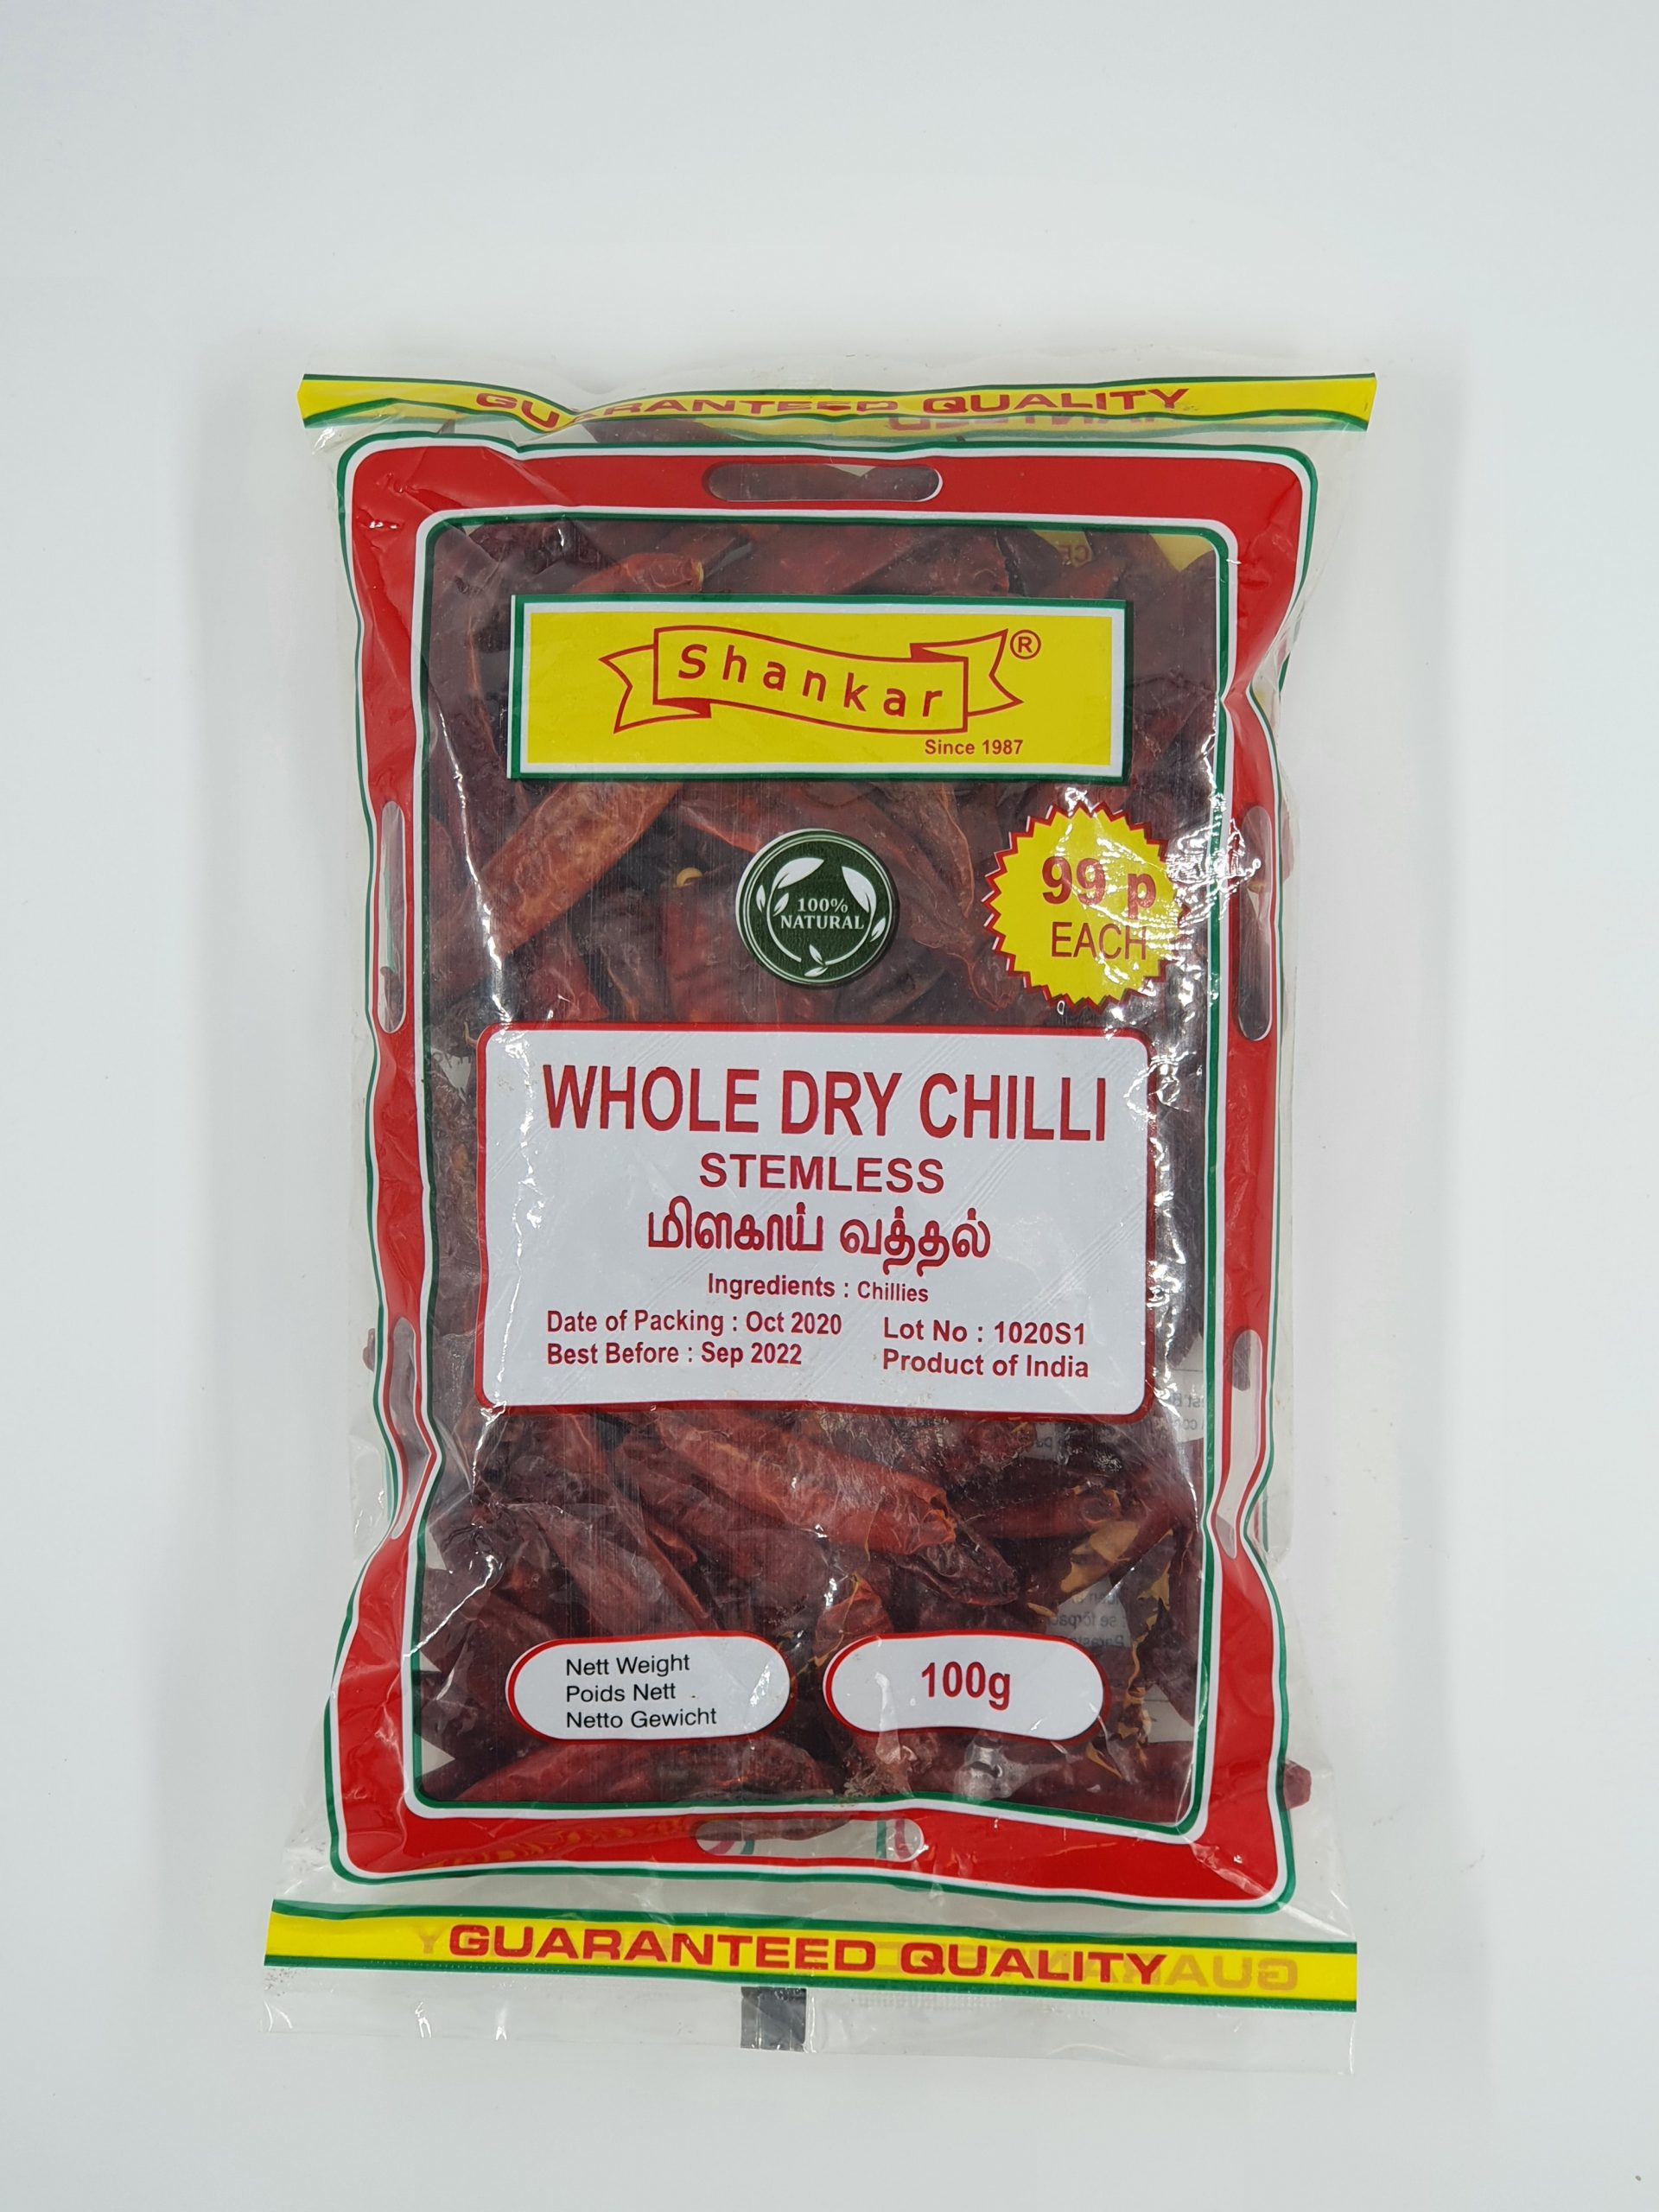 GUARANTEED QUALITY
Shankar ®
Since 1987
100%
NATURAL
99 p
EACH
WHOLE DRY CHILLI
STEMLESS
மிளகாய் வத்தல்
Ingredients : Chillies
Date of Packing : Oct 2020
Best Before : Sep 2022
Lot No : 1020S1
Product of India
Nett Weight
Poids Nett
Netto Gewicht
100g
GUARANTEED QUALITY